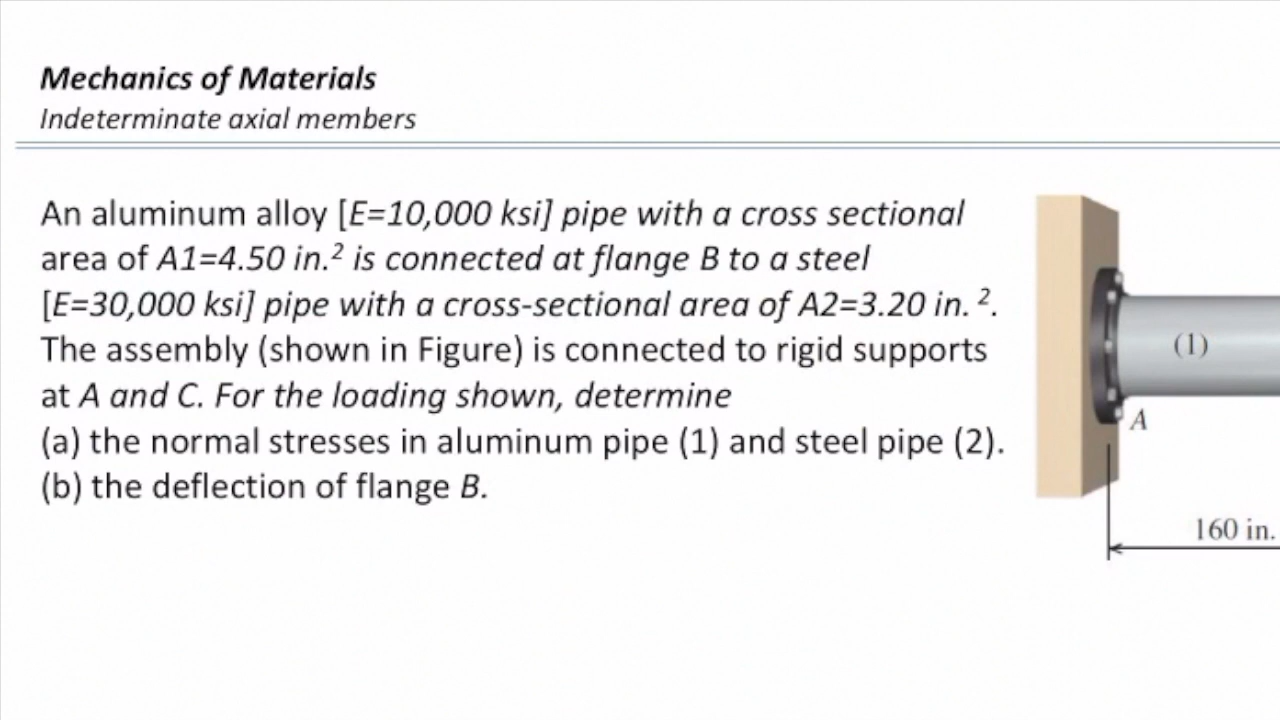 Mechanics of Materials
Indeterminate axial members
An aluminum alloy [E=10,000 ksi] pipe with a cross sectional
area of A1=4.50 in.² is connected at flange B to a steel
[E=30,000 ksi] pipe with a cross-sectional area of A2=3.20 in. ².
The assembly (shown in Figure) is connected to rigid supports
at A and C. For the loading shown, determine
(a) the normal stresses in aluminum pipe (1) and steel pipe (2).
(b) the deflection of flange B.
(1)
A
160 in.